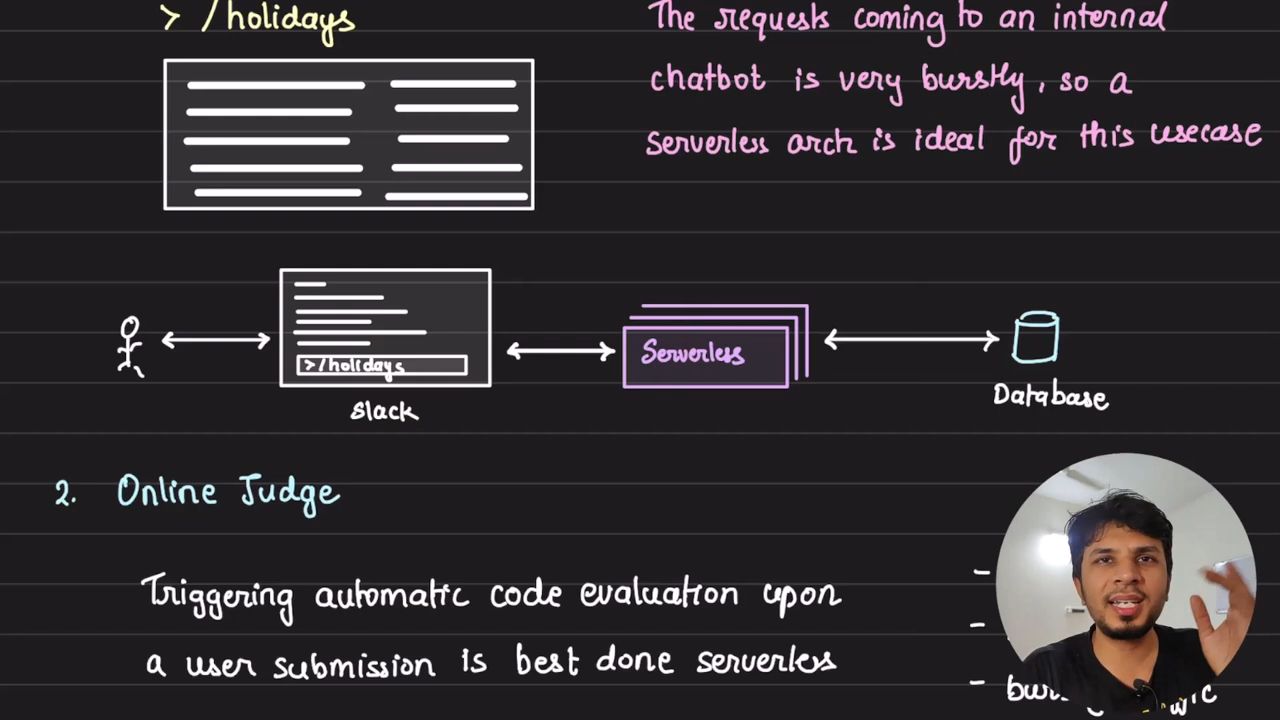 > /holidays
The requests coming to an internal
chatbot is very burstly, so a
serverless arch is ideal for this usecase
>/holidays
Slack
Serverless
Database
2. Online Judge
Triggering automatic code evaluation upon
a user submission is best done serverless
-
-
-